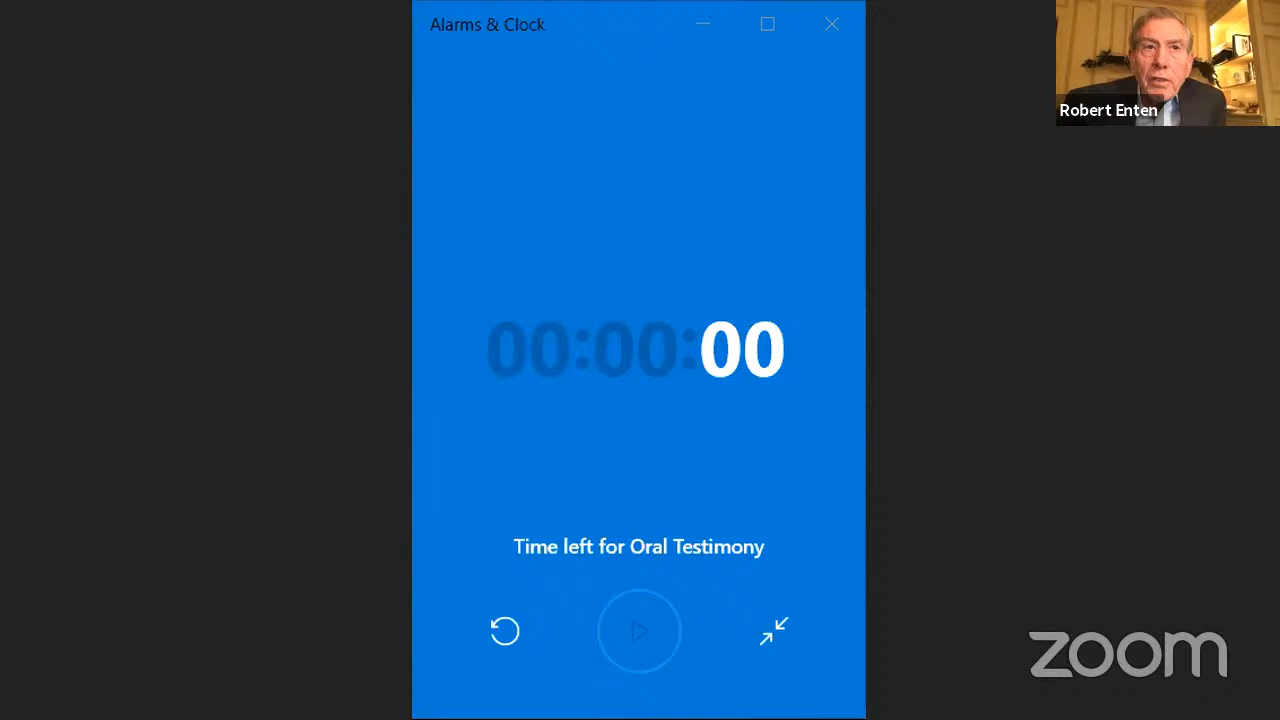 Alarms & Clock
Robert Enten
00:00:00
Time left for Oral Testimony
zoom